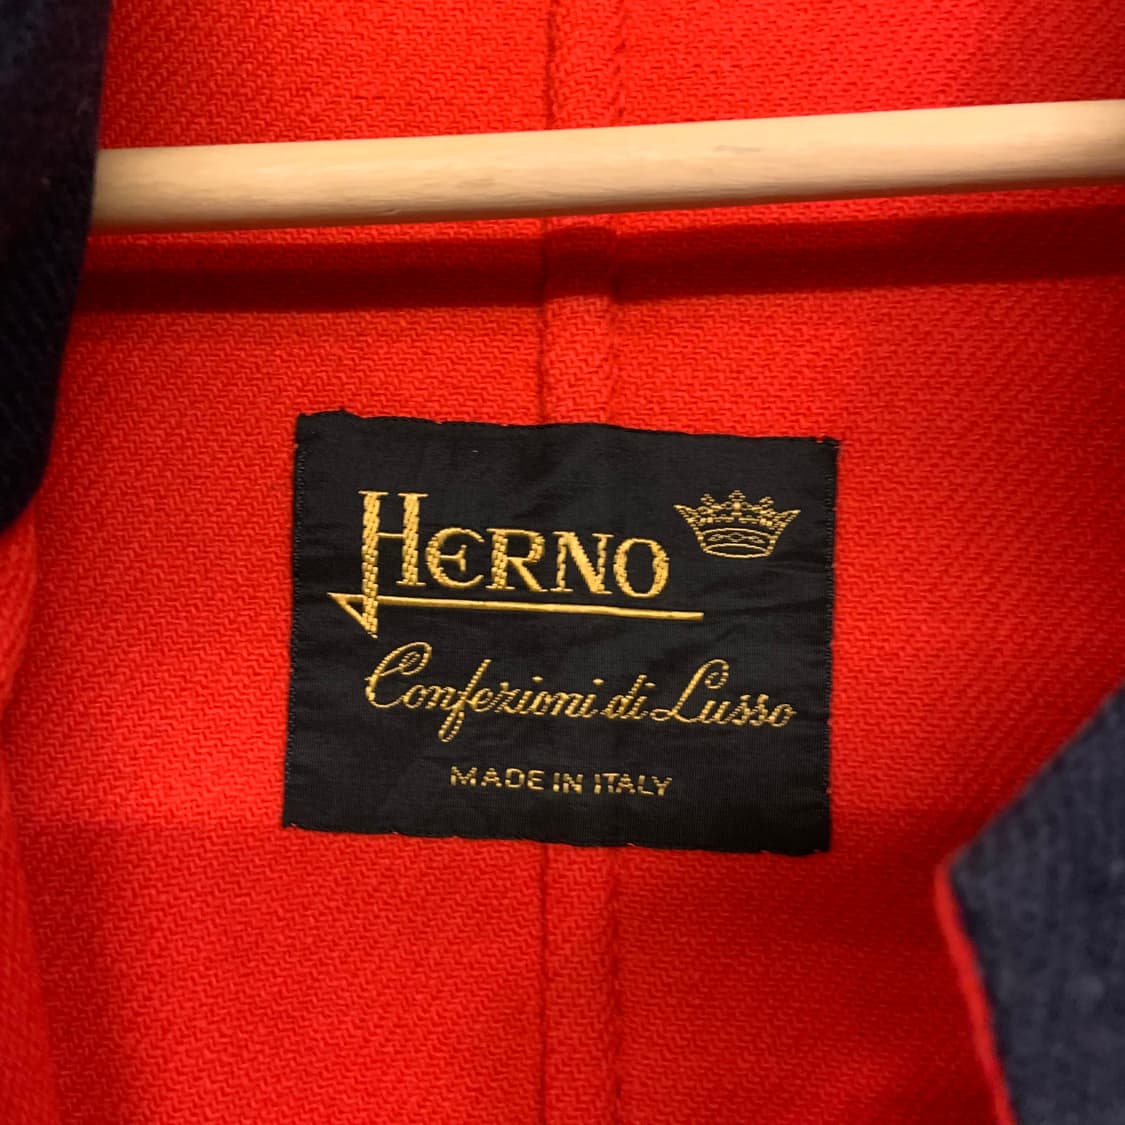 HERNO
Confezioni di Lusso
MADE IN ITALY